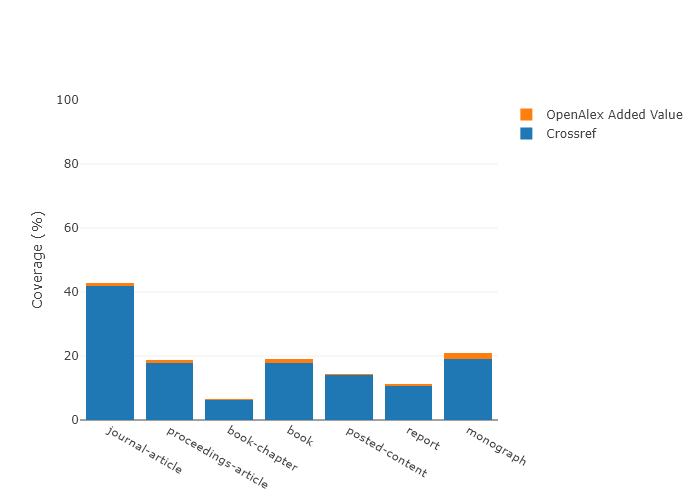 100
80
60
40
20
0
Coverage (%)
journal-article
proceedings-article
book-chapter
book
posted-content
report
monograph
OpenAlex Added Value
Crossref